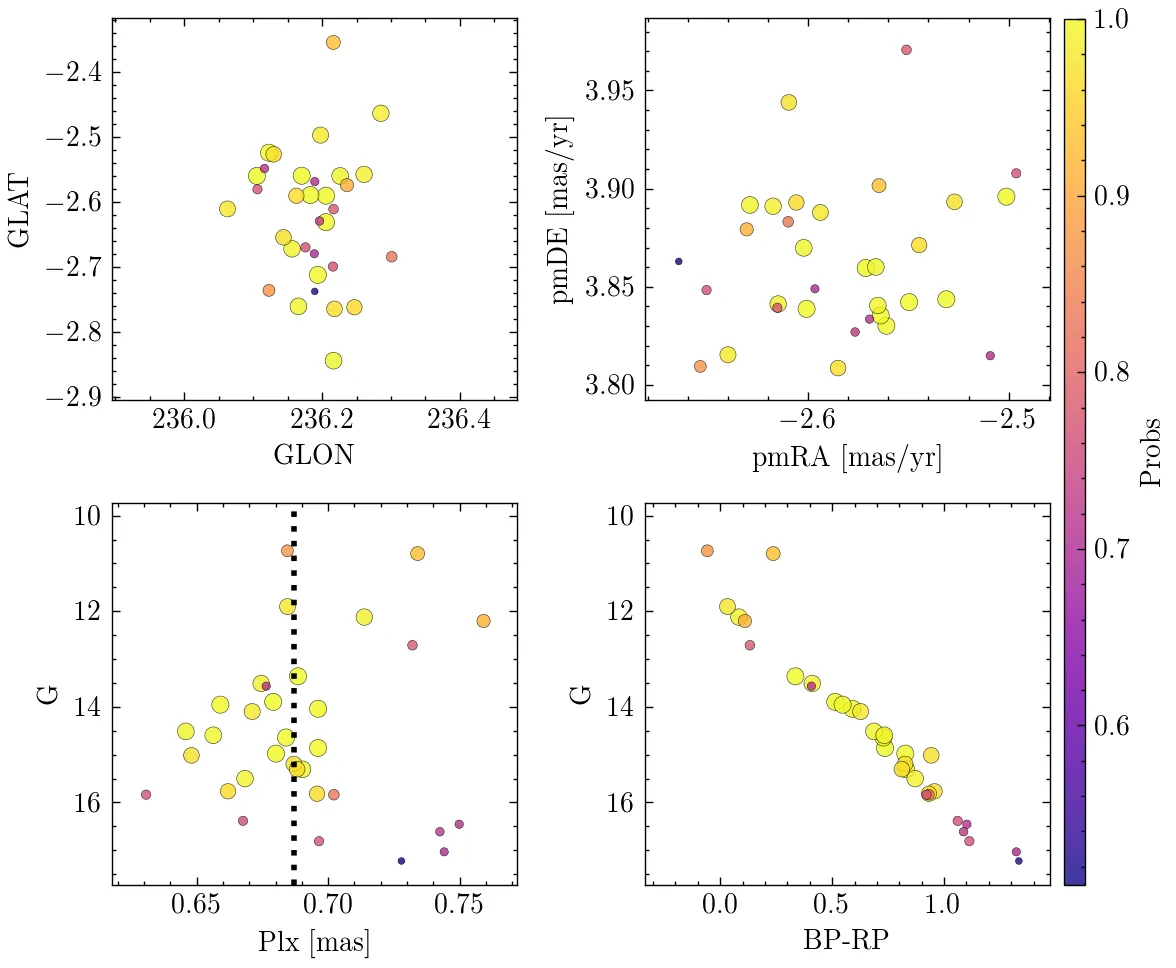 −2.4
−2.5
−2.6
−2.7
−2.8
−2.9
GLAT
236.0 236.2 236.4
GLON
3.95
3.90
3.85
3.80
pmDE [mas/yr]
−2.6 −2.5
pmRA [mas/yr]
1.0
0.9
0.8
0.7
0.6
Probs
10
12
14
16
G
0.65 0.70 0.75
Plx [mas]
10
12
14
16
G
0.0 0.5 1.0
BP-RP